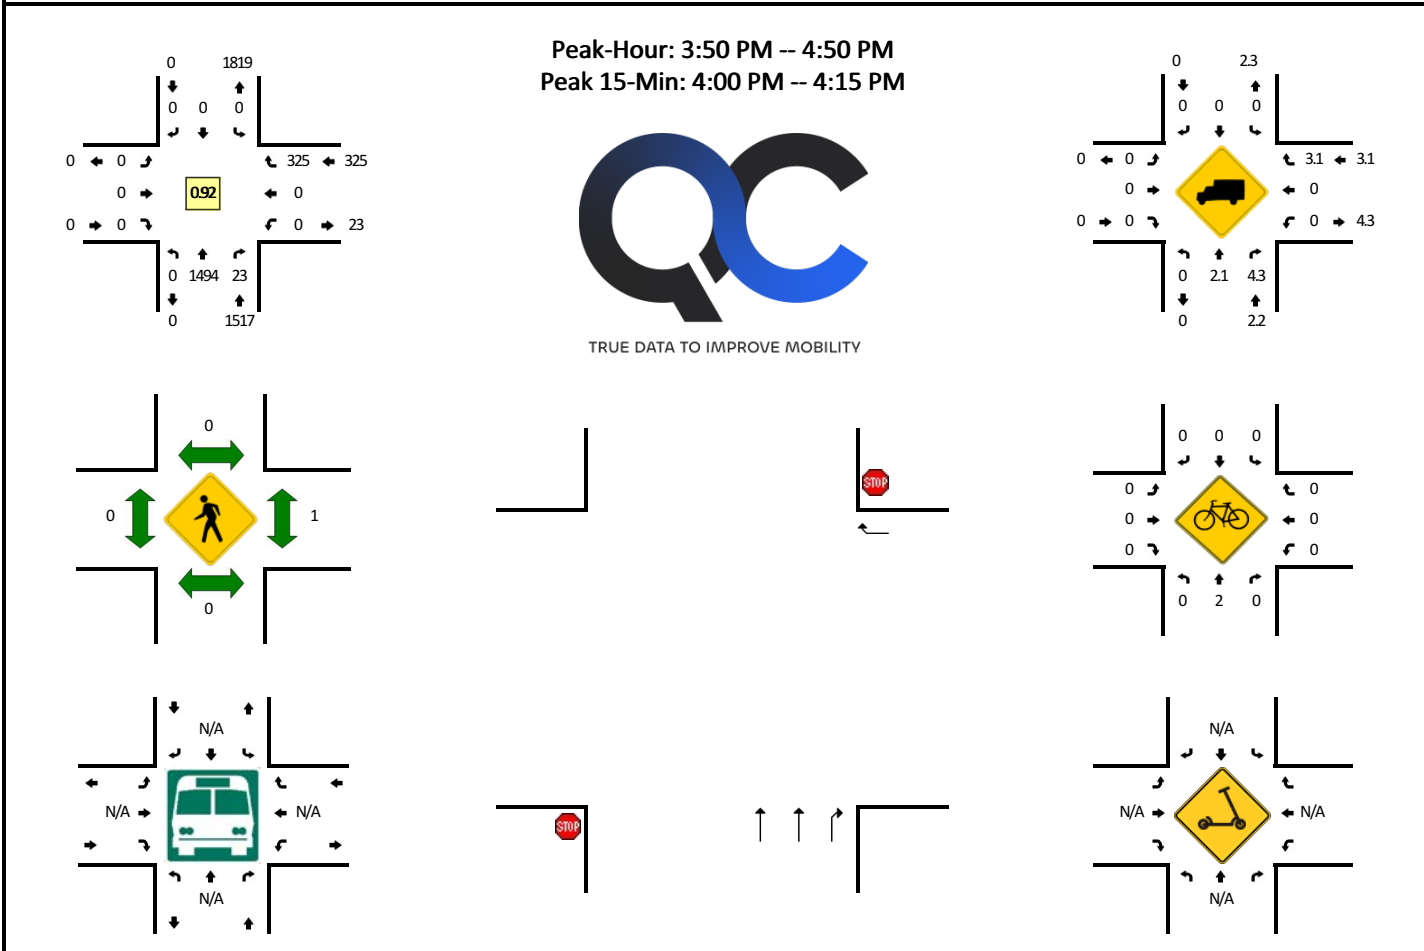 Peak-Hour: 3:50 PM -- 4:50 PM
Peak 15-Min: 4:00 PM -- 4:15 PM
0 1819
0 0 0
0 0 325 325
0 0.92 0
0 0 0 23
0 1494 23
0 1517
TRUE DATA TO IMPROVE MOBILITY
0 2.3
0 0 0
0 0 3.1 3.1
0 0
0 0 0 4.3
0 2.1 4.3
0 2.2
0
0 1
0
STOP
STOP
0 0 0
0 0
0 0
0 0
0 2 0
N/A
N/A N/A
N/A
N/A
N/A N/A
N/A